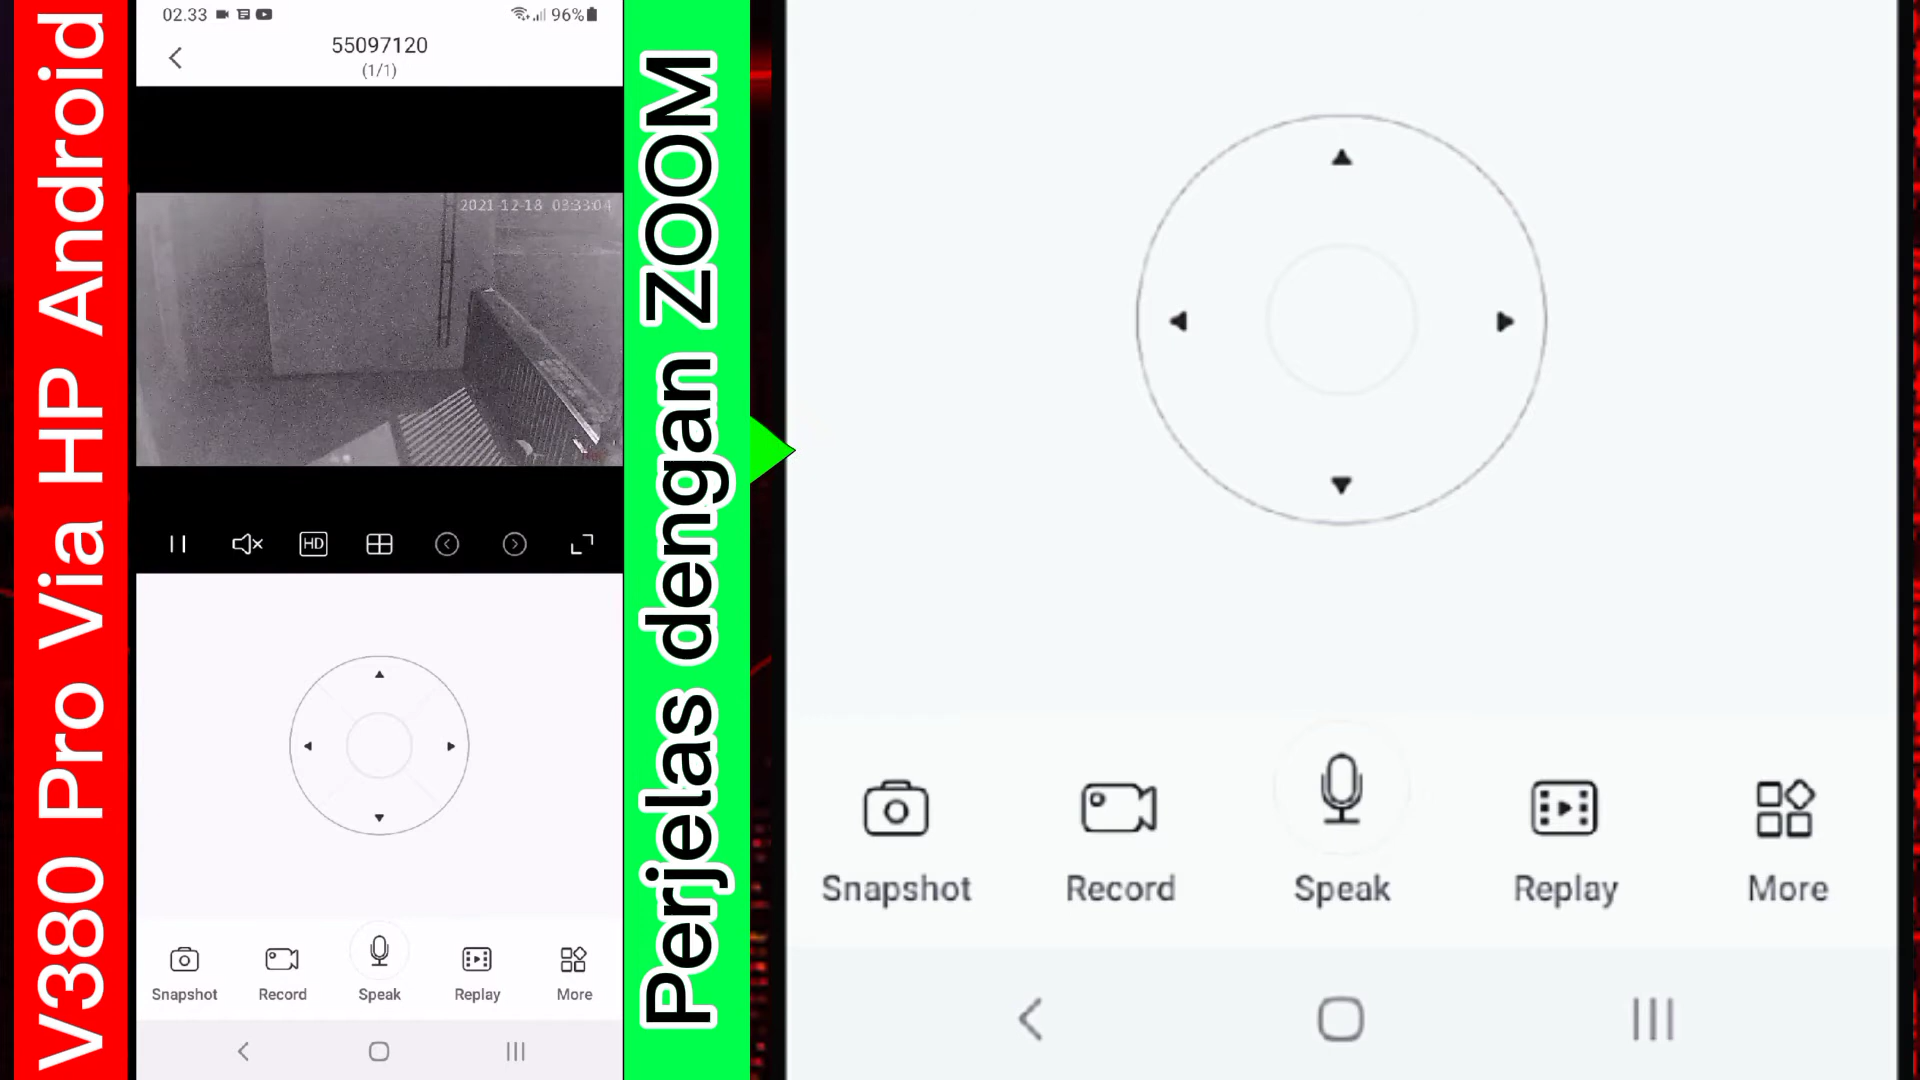 V380 Pro Via HP Android
02.33
96%
55097120
(1/1)
2021-12-18 03:33:04
HD
Snapshot
Record
Speak
Replay
More
Perjelas dengan ZOOM
Snapshot
Record
Speak
Replay
More